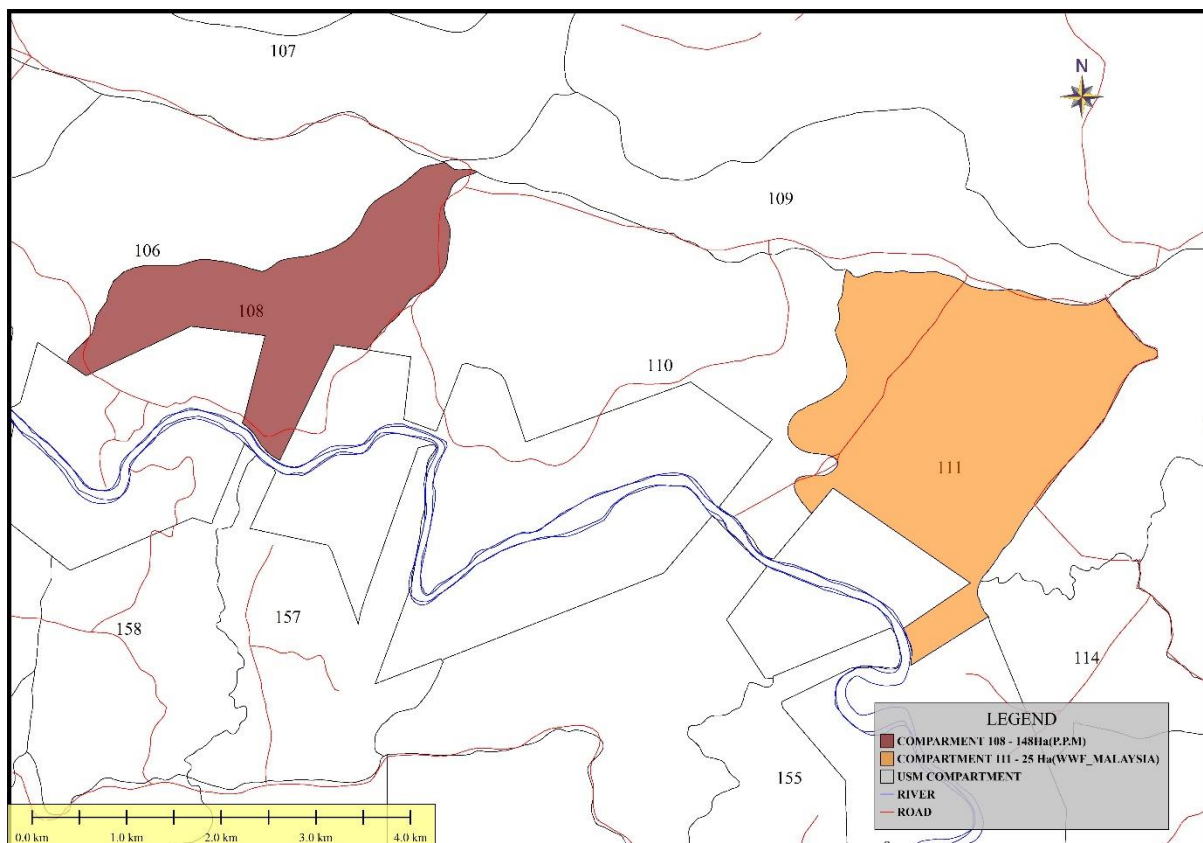 107
N
109
106
108
110
111
157
158
114
155
LEGEND
COMPARMENT 108 - 148Ha(P.P.M)
COMPARTMENT 111 - 25 Ha(WWF_MALAYSIA)
USM COMPARTMENT
RIVER
ROAD
0.0 km 1.0 km 2.0 km 3.0 km 4.0 km